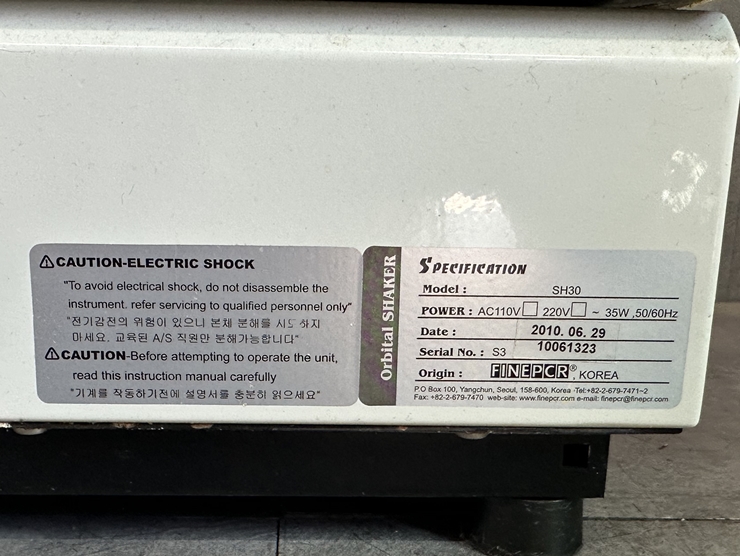 ⚠CAUTION-ELECTRIC SHOCK
"To avoid electrical shock, do not disassemble the
instrument. refer servicing to qualified personnel only"
"전기감전의 위험이 있으니 본체 분해를 시도 하지
마세요. 교육된 A/S 직원만 분해가능합니다"
⚠CAUTION-Before attempting to operate the unit,
read this instruction manual carefully
"기계를 작동하기전에 설명서를 충분히 읽으세요"
Orbital SHAKER
SPECIFICATION
Model : SH30
POWER : AC110V☐ 220V☐ ~ 35W ,50/60Hz
Date : 2010. 06. 29
Serial No. : S3 10061323
Origin : FINEPCR® KOREA
P.O Box 100, Yangchun, Seoul, 158-600, Korea Tel:+82-2-679-7471~2
Fax: +82-2-679-7470 web-site: www.finepcr.com e-mail: finepcr@finepcr.com